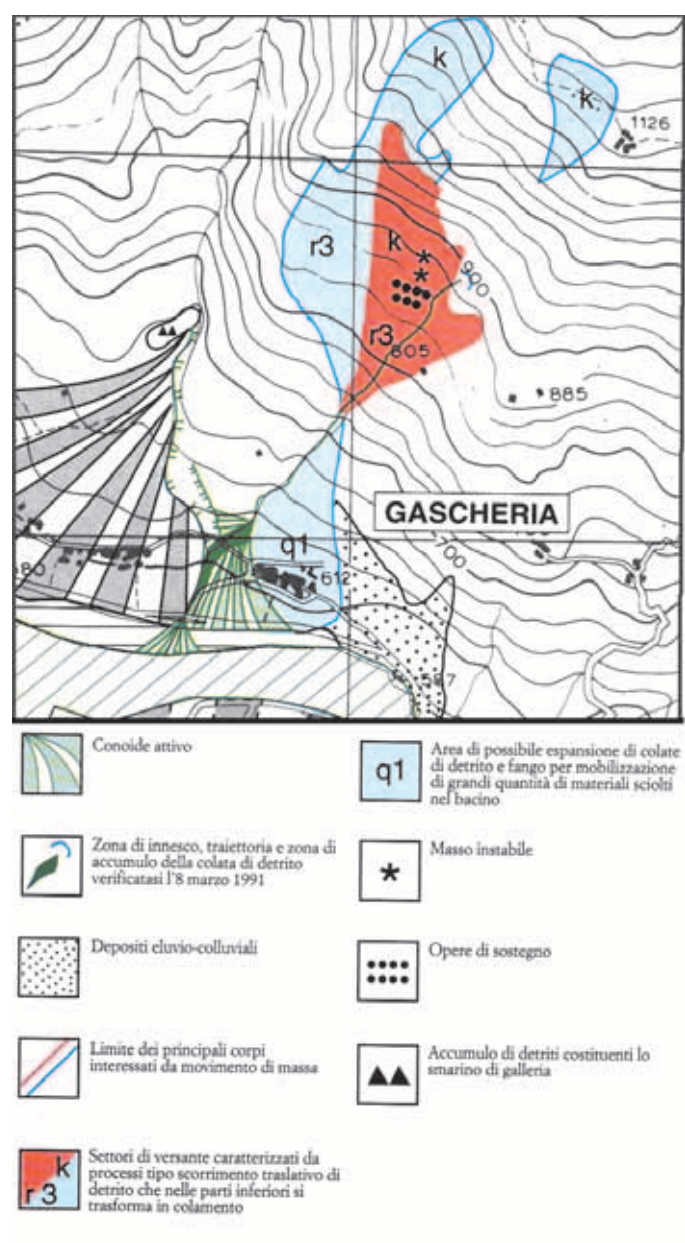 k
k
1126
r3
k
900
r3
805
885
GASCHERIA
q1
700
80
612
587
Conoide attivo
q1
Area di possibile espansione di colate
di detrito e fango per mobilizzazione
di grandi quantità di materiali sciolti
nel bacino
Zona di innesco, traiettoria e zona di
accumulo della colata di detrito
verificatasi l'8 marzo 1991
Masso instabile
Depositi eluvio-colluviali
Opere di sostegno
Limite dei principali corpi
interessati da movimento di massa
Accumulo di detriti costituenti lo
smarino di galleria
k
r3
Settori di versante caratterizzati da
processi tipo scorrimento traslativo di
detrito che nelle parti inferiori si
trasforma in colamento